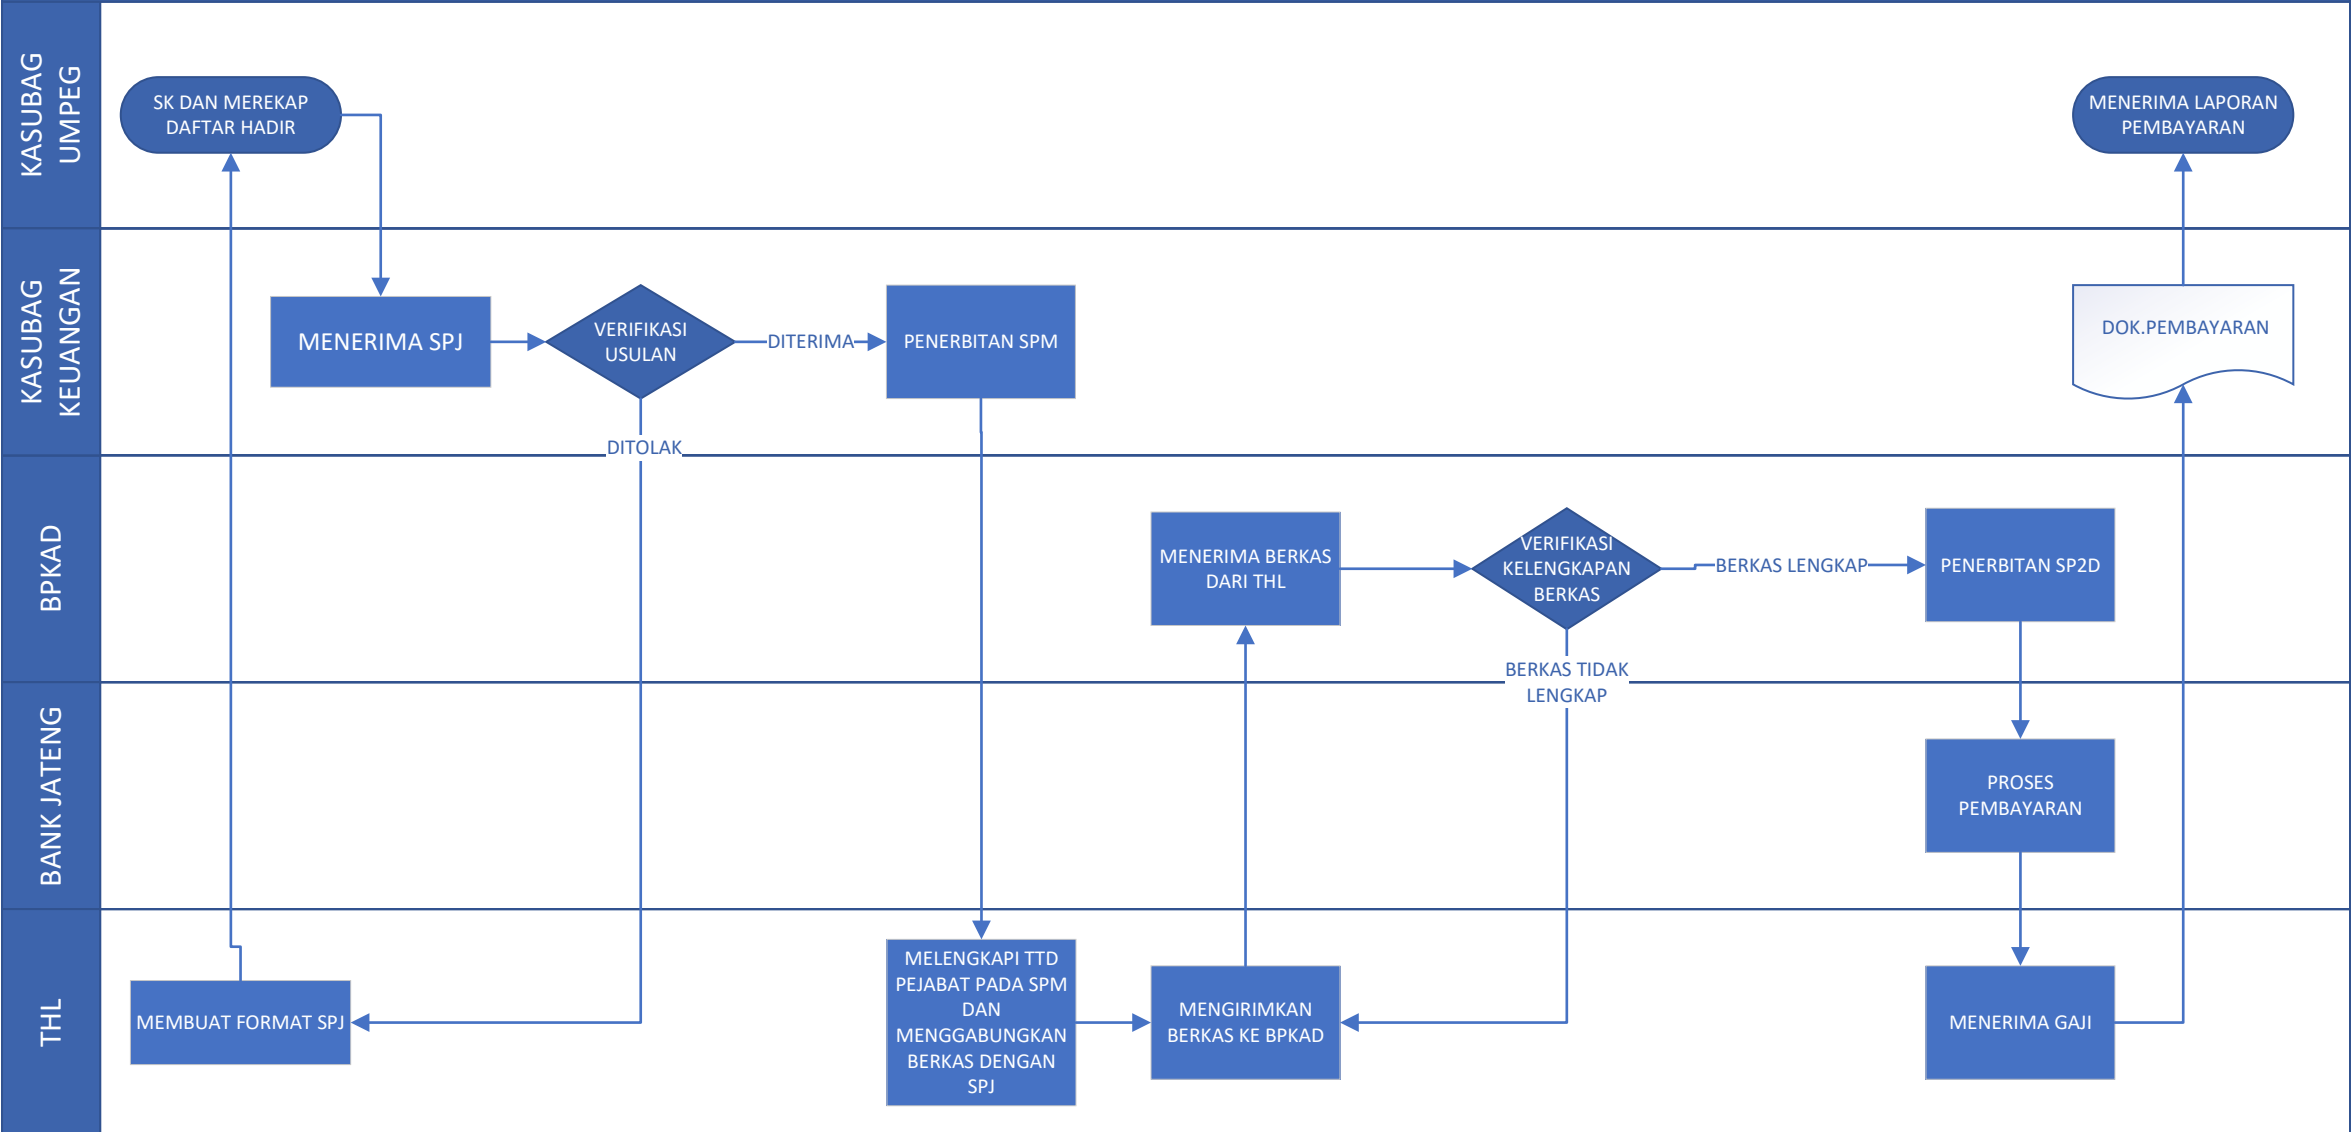 KASUBAG
UMPEG
SK DAN MEREKAP
DAFTAR HADIR
MENERIMA LAPORAN
PEMBAYARAN
KASUBAG
KEUANGAN
MENERIMA SPJ
VERIFIKASI
USULAN
DITERIMA
PENERBITAN SPM
DOK.PEMBAYARAN
DITOLAK
BPKAD
MENERIMA BERKAS
DARI THL
VERIFIKASI
KELENGKAPAN
BERKAS
BERKAS LENGKAP
PENERBITAN SP2D
BERKAS TIDAK
LENGKAP
BANK JATENG
PROSES
PEMBAYARAN
THL
MEMBUAT FORMAT SPJ
MELENGKAPI TTD
PEJABAT PADA SPM
DAN
MENGGABUNGKAN
BERKAS DENGAN
SPJ
MENGIRIMKAN
BERKAS KE BPKAD
MENERIMA GAJI